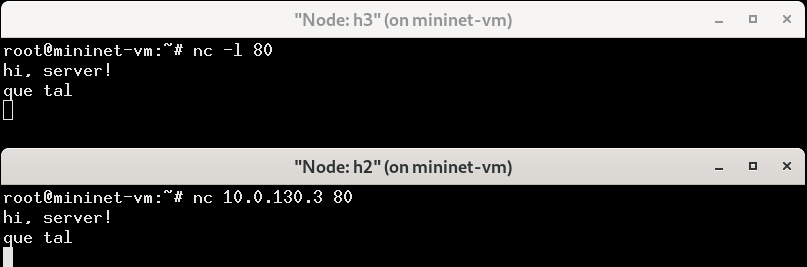 "Node: h3" (on mininet-vm)
root@mininet-vm:~# nc -l 80
hi, server!
que tal
"Node: h2" (on mininet-vm)
root@mininet-vm:~# nc 10.0.130.3 80
hi, server!
que tal